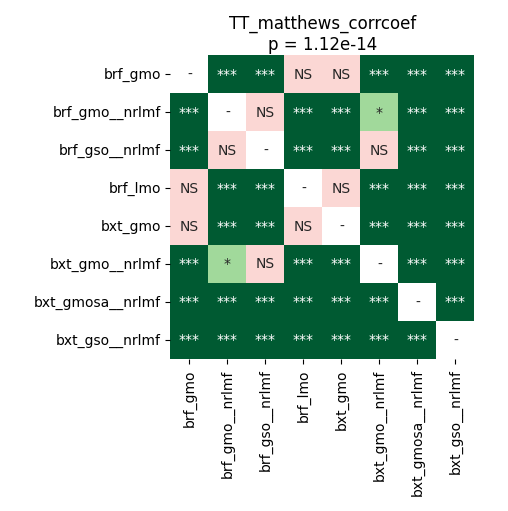 TT_matthews_corrcoef
p = 1.12e-14
brf_gmo - *** *** NS NS *** *** ***
brf_gmo__nrlmf *** - NS *** *** * *** ***
brf_gso__nrlmf *** NS - *** *** NS *** ***
brf_lmo NS *** *** - NS *** *** ***
bxt_gmo NS *** *** NS - *** *** ***
bxt_gmo__nrlmf *** * NS *** *** - *** ***
bxt_gmosa__nrlmf *** *** *** *** *** *** - ***
bxt_gso__nrlmf *** *** *** *** *** *** *** -
brf_gmo
brf_gmo__nrlmf
brf_gso__nrlmf
brf_lmo
bxt_gmo
bxt_gmo__nrlmf
bxt_gmosa__nrlmf
bxt_gso__nrlmf